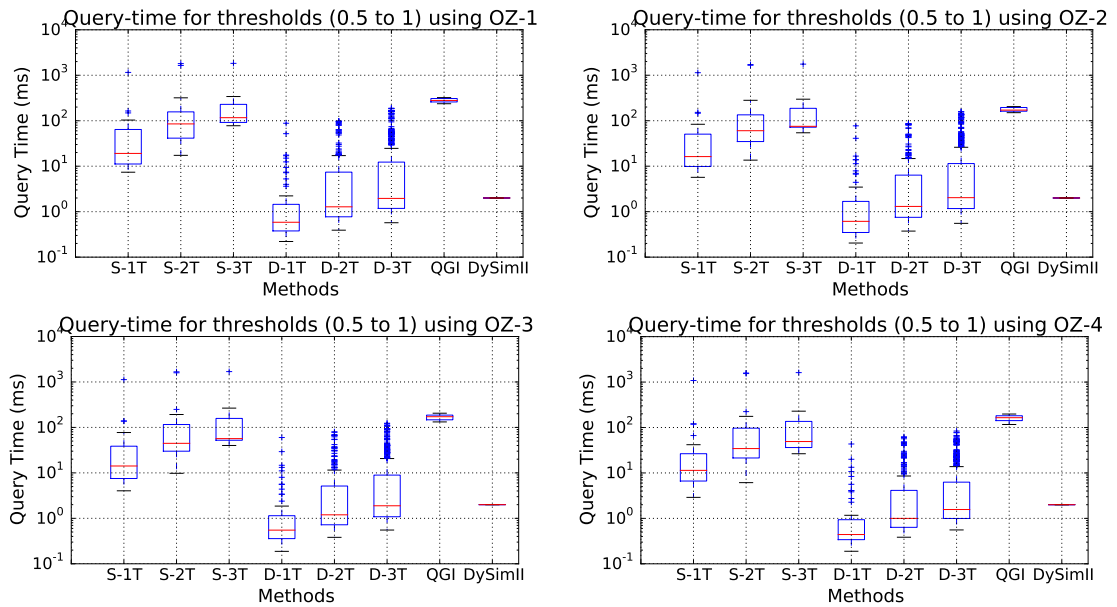 Query-time for thresholds (0.5 to 1) using OZ-1
10^4
10^3
10^2
10^1
10^0
10^-1
Query Time (ms)
S-1T S-2T S-3T D-1T D-2T D-3T QGI DySimII
Methods
Query-time for thresholds (0.5 to 1) using OZ-2
10^4
10^3
10^2
10^1
10^0
10^-1
Query Time (ms)
S-1T S-2T S-3T D-1T D-2T D-3T QGI DySimII
Methods
Query-time for thresholds (0.5 to 1) using OZ-3
10^4
10^3
10^2
10^1
10^0
10^-1
Query Time (ms)
S-1T S-2T S-3T D-1T D-2T D-3T QGI DySimII
Methods
Query-time for thresholds (0.5 to 1) using OZ-4
10^4
10^3
10^2
10^1
10^0
10^-1
Query Time (ms)
S-1T S-2T S-3T D-1T D-2T D-3T QGI DySimII
Methods